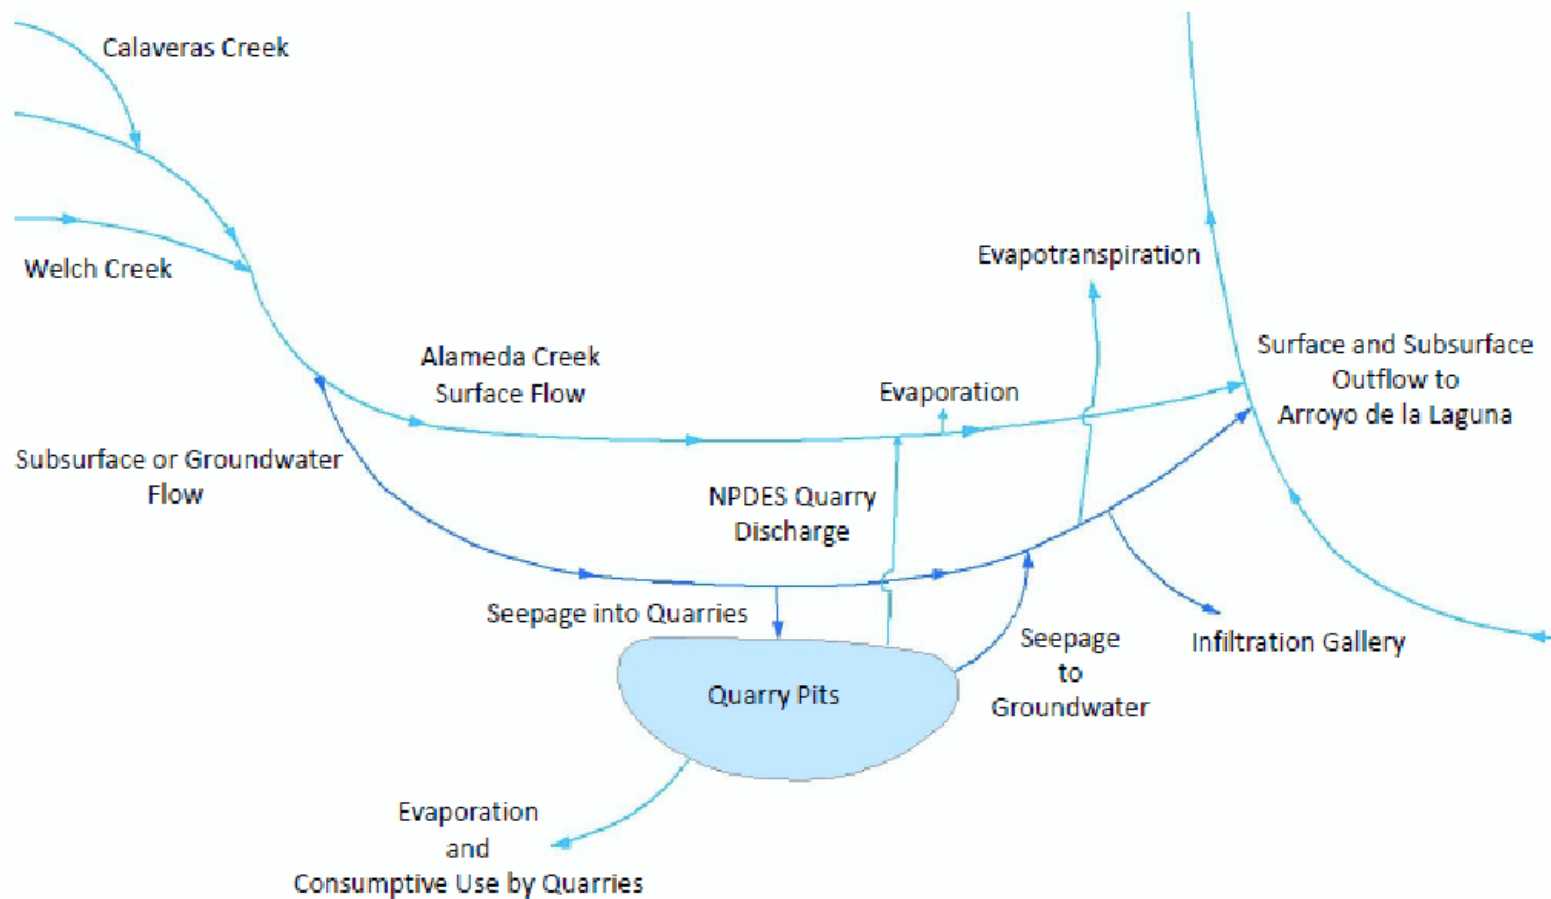 Calaveras Creek
Welch Creek
Evapotranspiration
Alameda Creek
Surface Flow
Evaporation
Surface and Subsurface
Outflow to
Arroyo de la Laguna
Subsurface or Groundwater
Flow
NPDES Quarry
Discharge
Seepage into Quarries
Seepage
to
Groundwater
Infiltration Gallery
Quarry Pits
Evaporation
and
Consumptive Use by Quarries